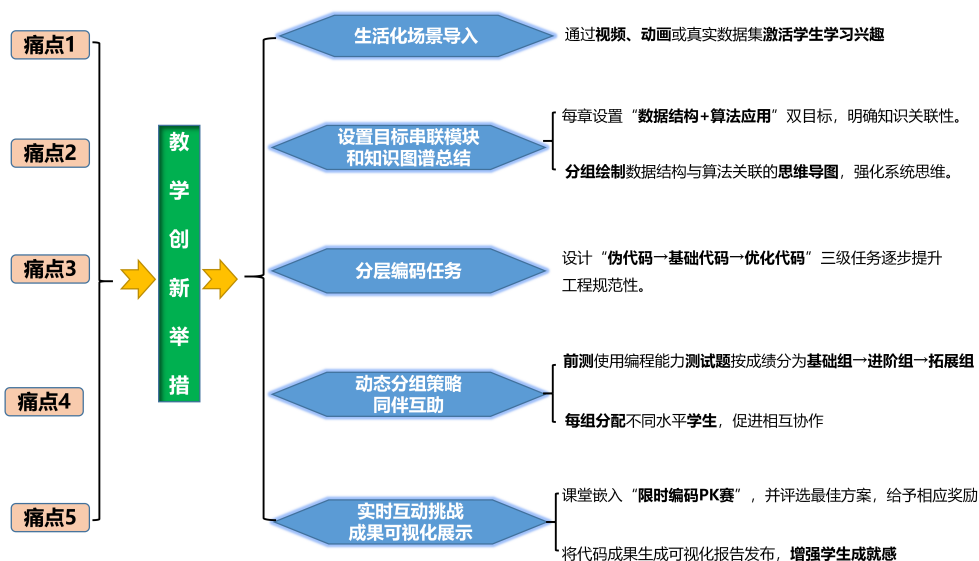 痛点1
痛点2
痛点3
痛点4
痛点5
教
学
创
新
举
措
生活化场景导入
通过视频、动画或真实数据集激活学生学习兴趣
设置目标串联模块
和知识图谱总结
每章设置“数据结构+算法应用”双目标，明确知识关联性。
分组绘制数据结构与算法关联的思维导图，强化系统思维。
分层编码任务
设计“伪代码→基础代码→优化代码”三级任务逐步提升
工程规范性。
动态分组策略
同伴互助
前测使用编程能力测试题按成绩分为基础组→进阶组→拓展组
每组分配不同水平学生，促进相互协作
实时互动挑战
成果可视化展示
课堂嵌入“限时编码PK赛”，并评选最佳方案，给予相应奖励
将代码成果生成可视化报告发布，增强学生成就感